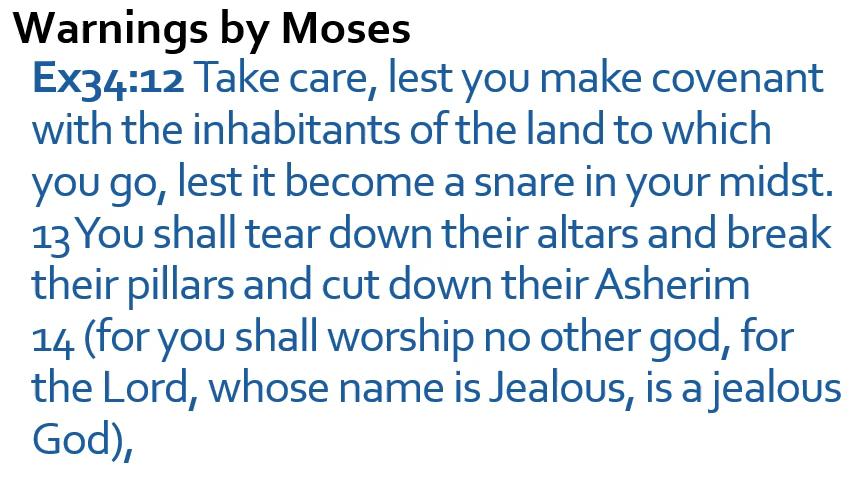 Warnings by Moses
Ex34:12 Take care, lest you make covenant
with the inhabitants of the land to which
you go, lest it become a snare in your midst.
13 You shall tear down their altars and break
their pillars and cut down their Asherim
14 (for you shall worship no other god, for
the Lord, whose name is Jealous, is a jealous
God),